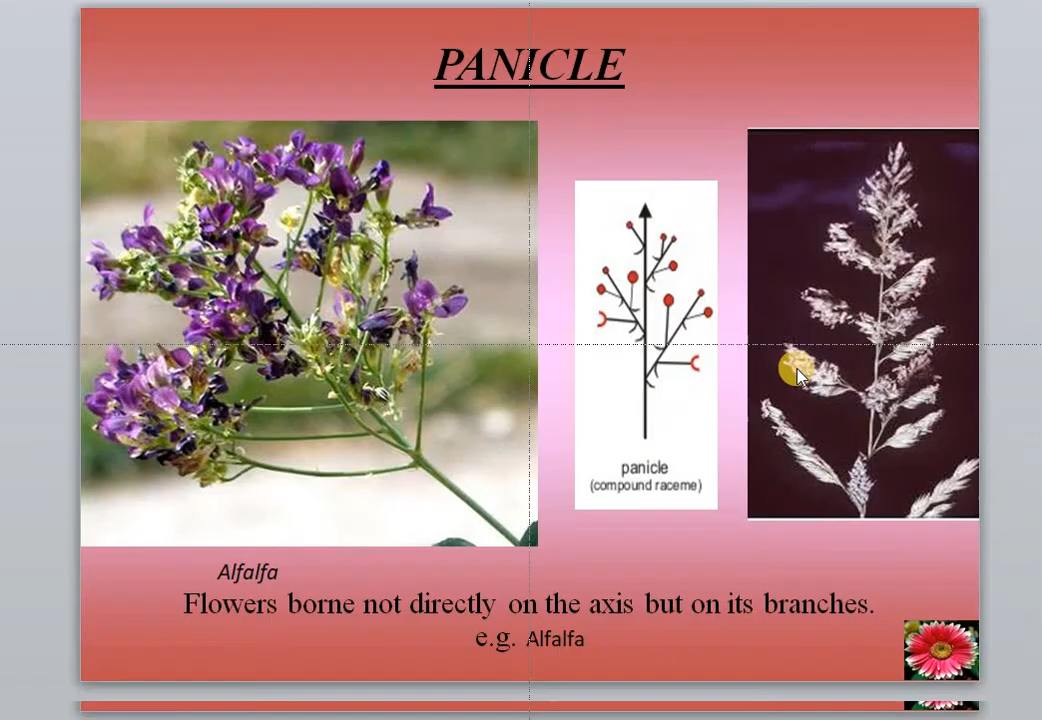 PANICLE
panicle
(compound raceme)
Alfalfa
Flowers borne not directly on the axis but on its branches.
e.g. Alfalfa